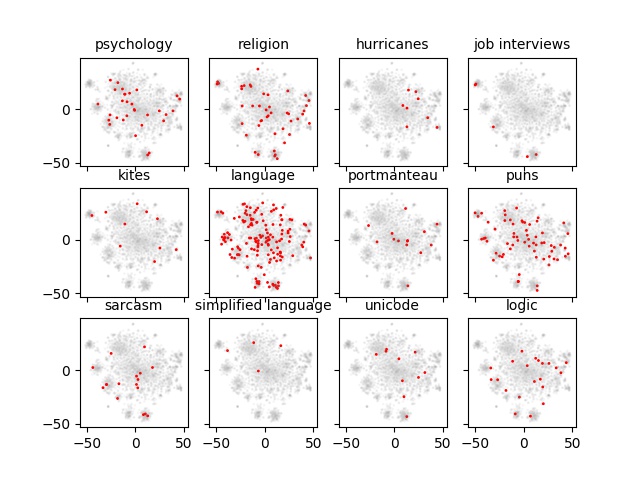 psychology religion hurricanes job interviews
0
−50
kites language portmanteau puns
0
−50
sarcasm simplified language unicode logic
0
−50
−50 0 50 −50 0 50 −50 0 50 −50 0 50